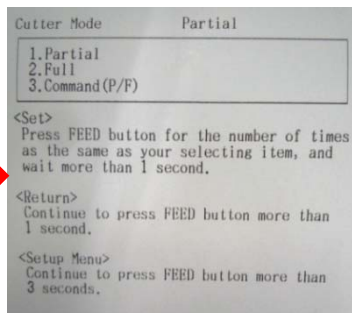 Cutter Mode Partial
1.Partial
2.Full
3.Command(P/F)
<Set>
Press FEED button for the number of times
as the same as your selecting item, and
wait more than 1 second.
<Return>
Continue to press FEED button more than
1 second.
<Setup Menu>
Continue to press FEED button more than
3 seconds.